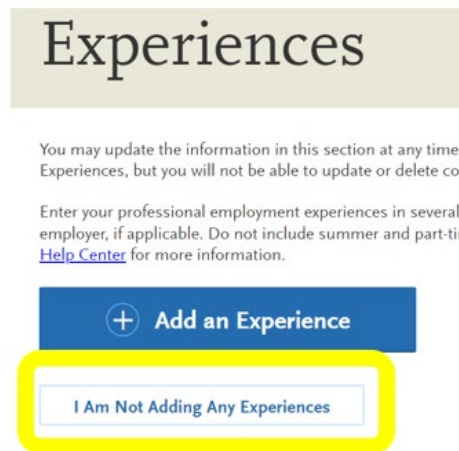 Experiences
You may update the information in this section at any time
Experiences, but you will not be able to update or delete co
Enter your professional employment experiences in several
employer, if applicable. Do not include summer and part-ti
Help Center for more information.
+ Add an Experience
I Am Not Adding Any Experiences